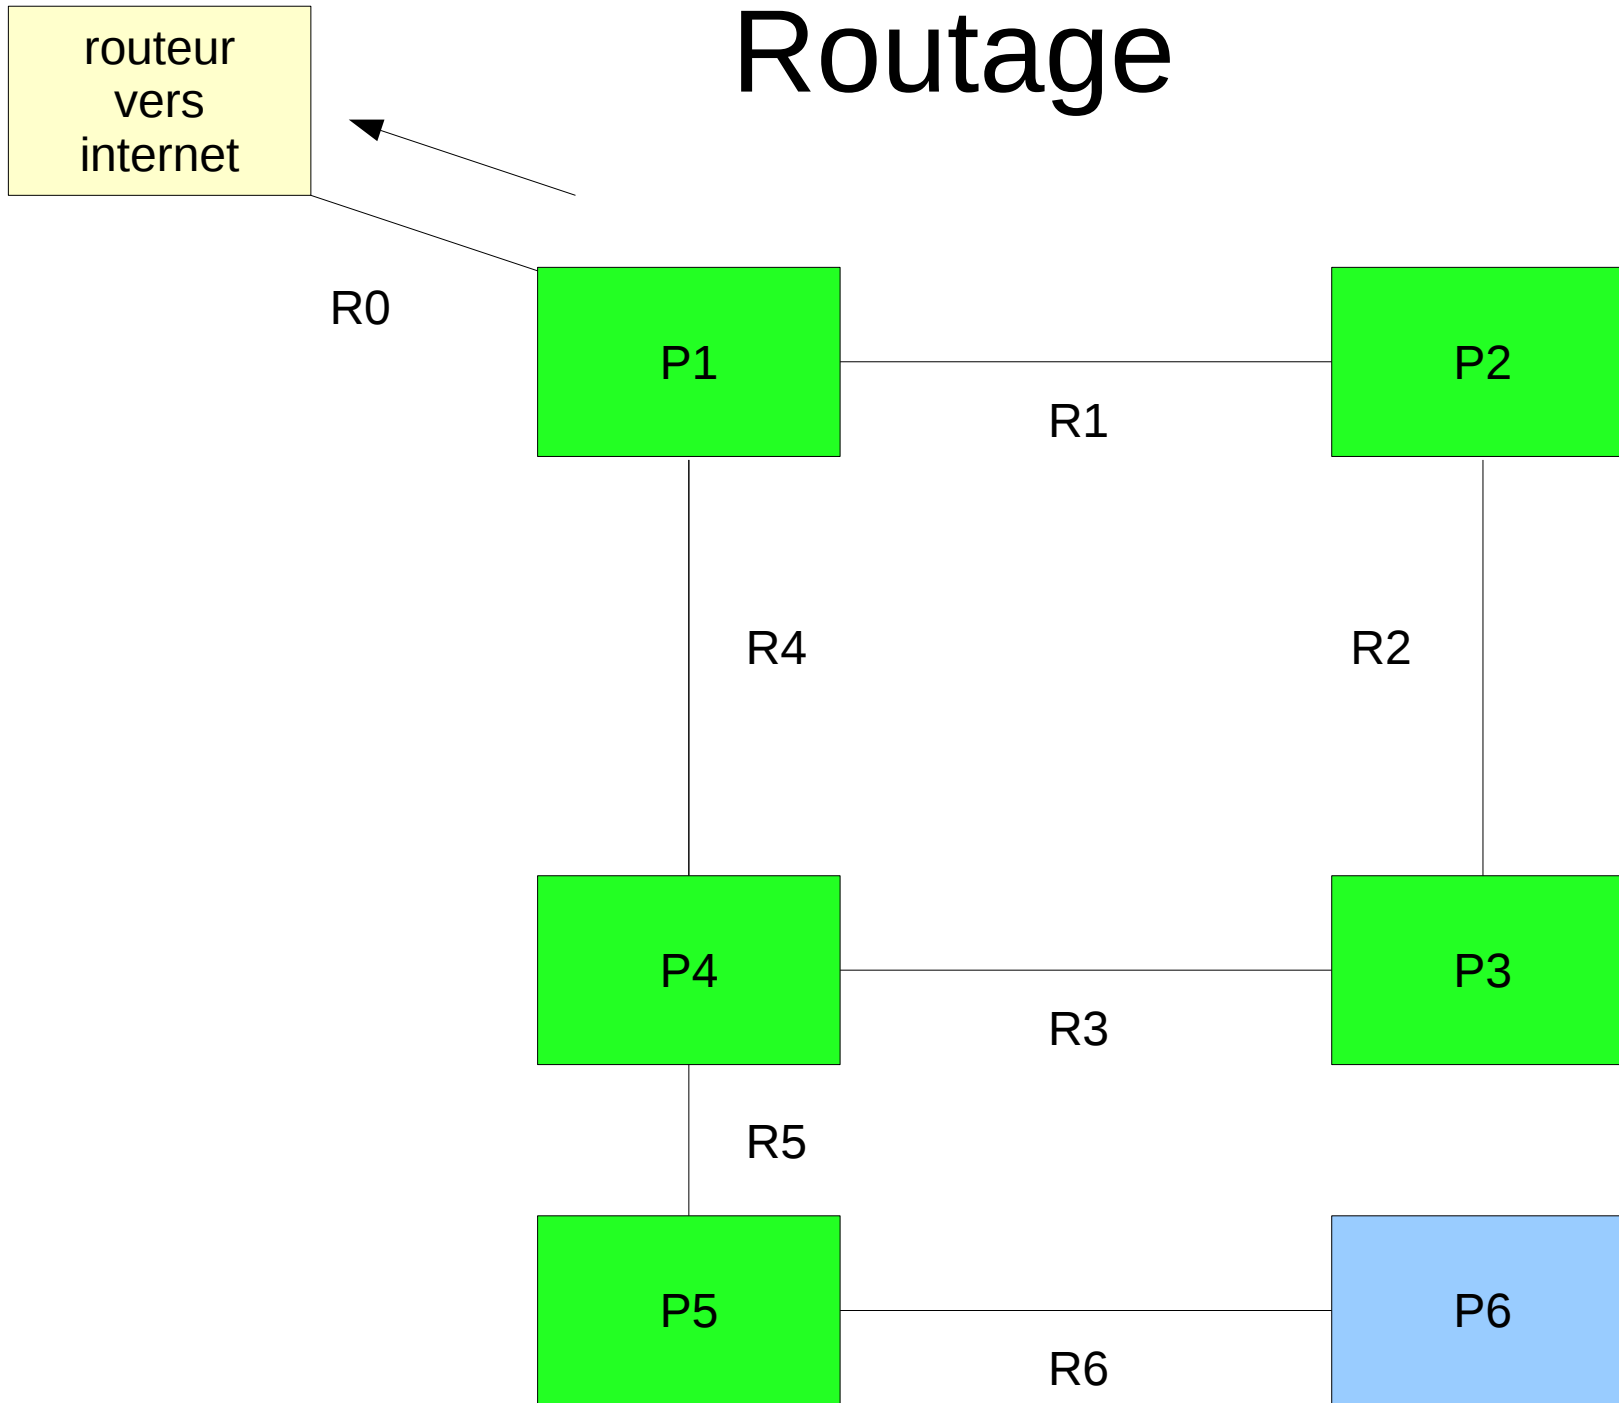 Routage
routeur
vers
internet
R0
P1
P2
R1
R4
R2
P4
P3
R3
R5
P5
P6
R6